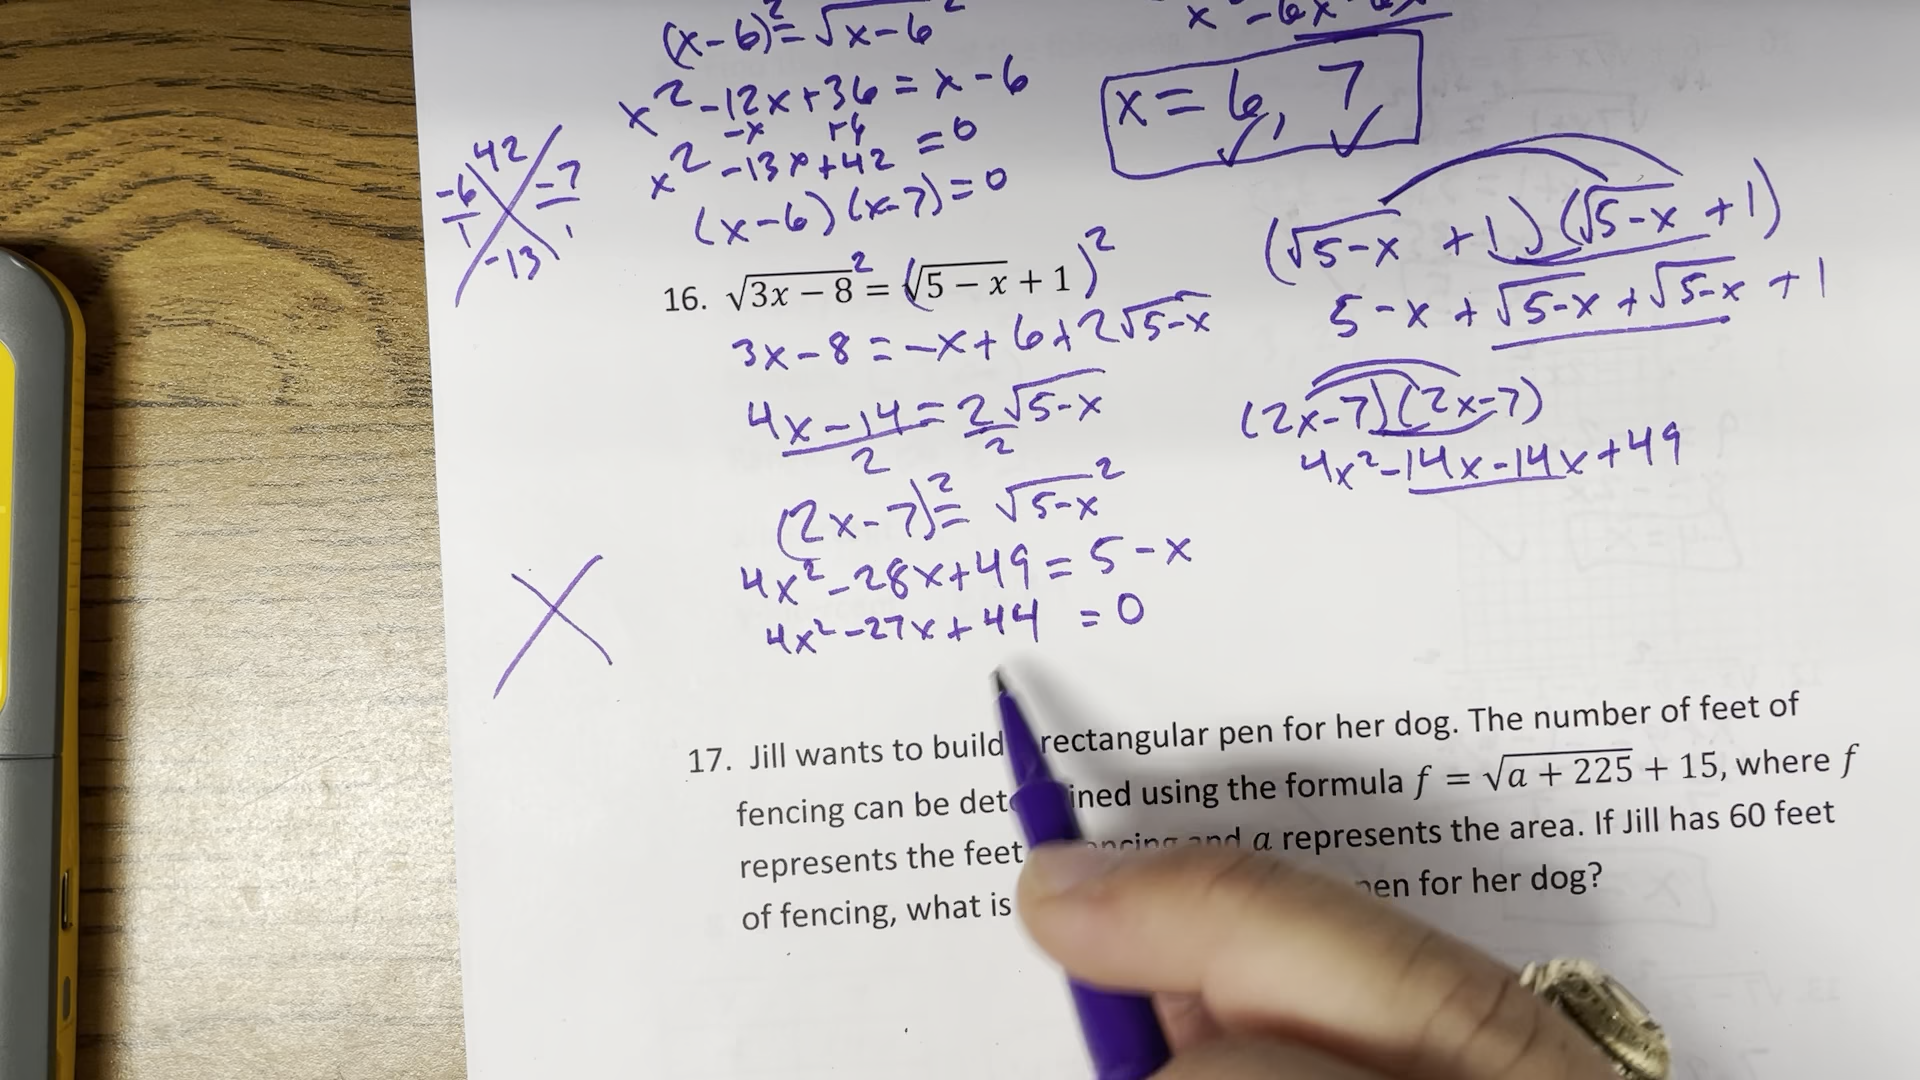 (x-6)² = √x-6²
x² - 6x - 6x
x² -12x+36 = x - 6
-x +6
x² -13x+42 = 0
(x-6)(x-7)=0
x = 6, 7
42
-6 -7
1 1
-13
16. √3x − 8² = (√5 − x + 1)²
3x-8 = -x+6+2√5-x
4x-14 = 2√5-x
2 2
(2x-7)² = √5-x²
4x²-28x+49 = 5-x
4x²-27x+44 = 0
(√5-x +1)(√5-x +1)
5-x+√5-x+√5-x +1
(2x-7)(2x-7)
4x²-14x-14x+49
17. Jill wants to build rectangular pen for her dog. The number of feet of
fencing can be using the formula f = √a + 225 + 15, where f
represents the feet and a represents the area. If Jill has 60 feet
of fencing, what is for her dog?